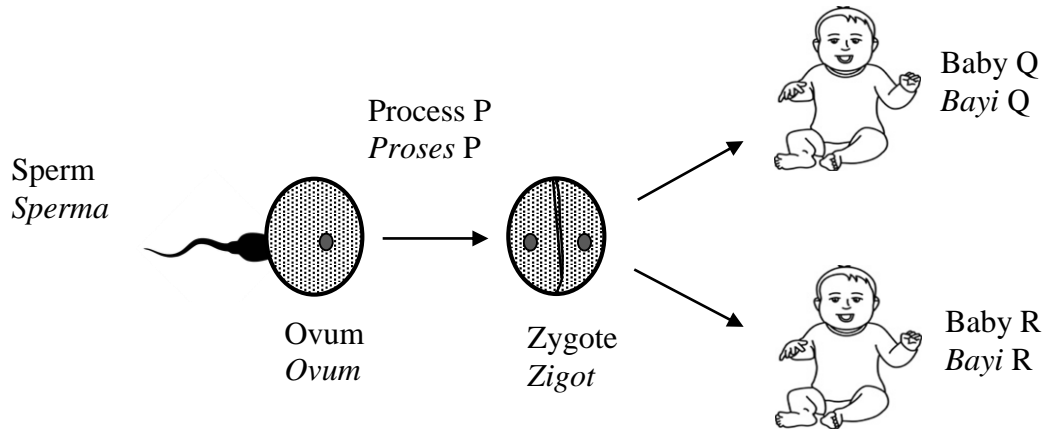 Sperm
Sperma
Ovum
Ovum
Process P
Proses P
Zygote
Zigot
Baby Q
Bayi Q
Baby R
Bayi R